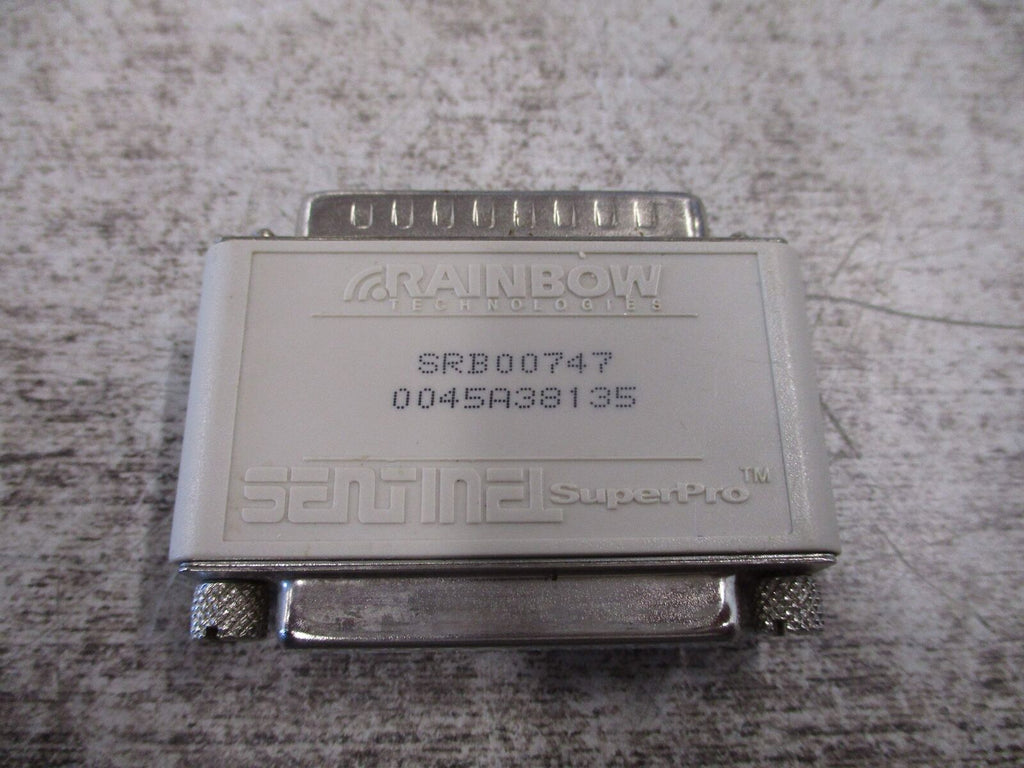 RAINBOW
TECHNOLOGIES
SRB00747
0045A38135
SENTINEL SuperPro™